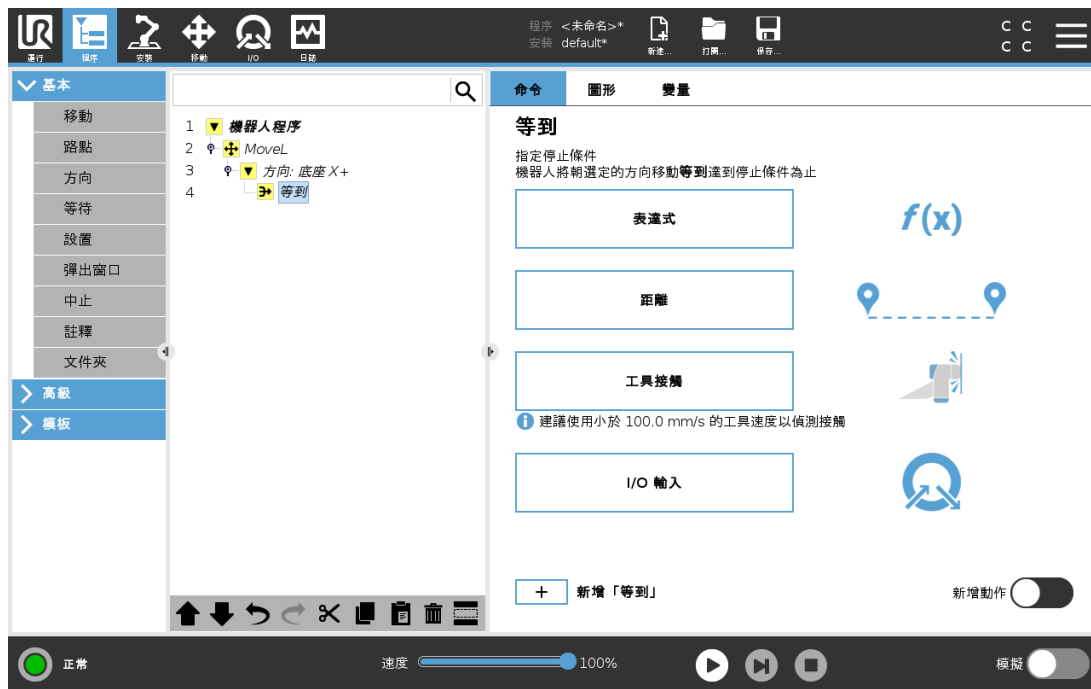 程序 <未命名>*
安裝 default*
運行
程序
安裝
移動
I/O
日誌
新建...
打開...
保存...
C C
C C
基本
移動
路點
方向
等待
設置
彈出窗口
中止
註釋
文件夾
高級
模板
1 機器人程序
2 MoveL
3 方向: 底座 X+
4 等到
命令 圖形 變量
等到
指定停止條件
機器人將朝選定的方向移動等到達到停止條件為止
表達式
f(x)
距離
工具接觸
建議使用小於 100.0 mm/s 的工具速度以偵測接觸
I/O 輸入
+ 新增「等到」
新增動作
正常
速度
100%
模擬